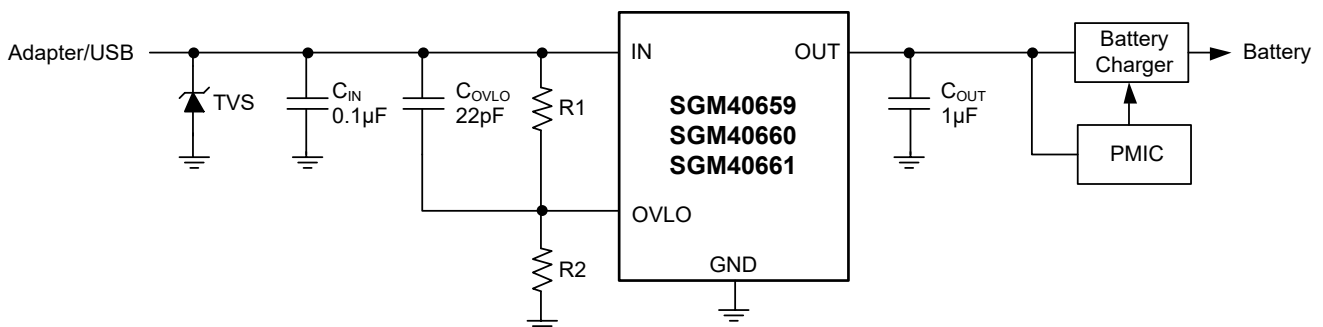 Adapter/USB
TVS
CIN
0.1µF
COVLO
22pF
R1
R2
IN
OUT
SGM40659
SGM40660
SGM40661
OVLO
GND
COUT
1µF
Battery
Charger
Battery
PMIC